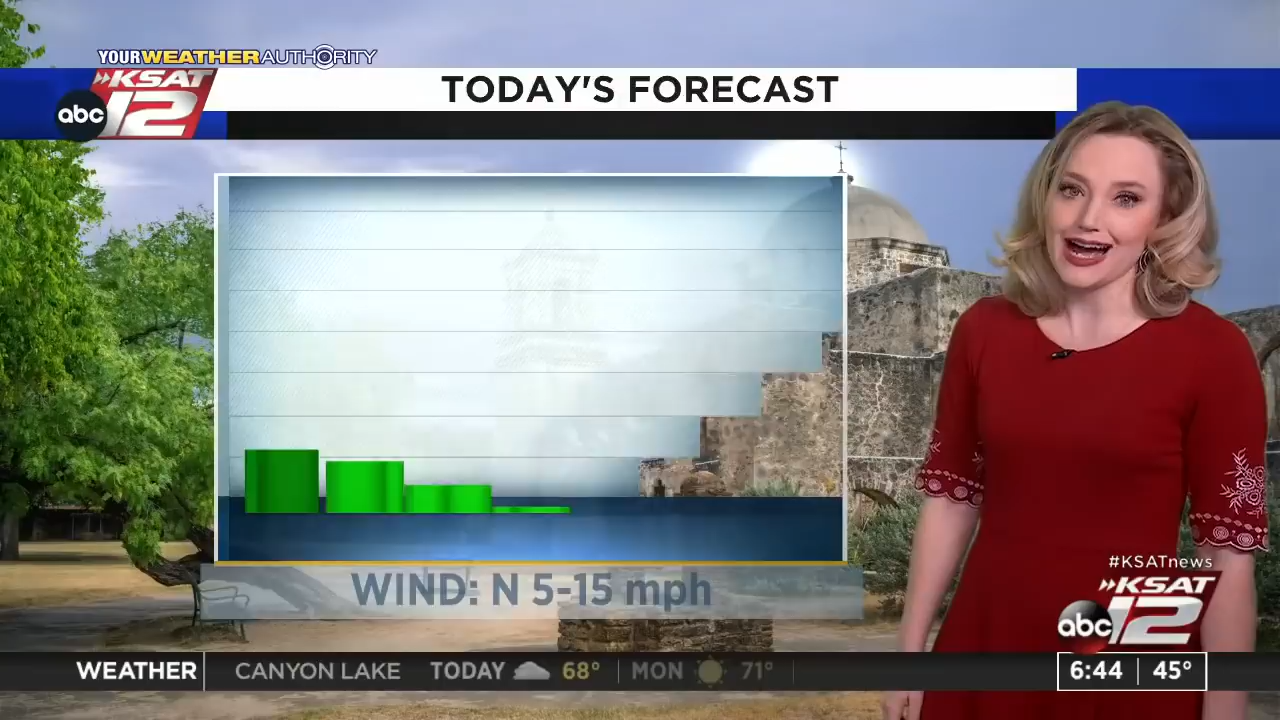 YOURWEATHERAUTHORITY
KSAT
abc 12
TODAY'S FORECAST
WIND: N 5-15 mph
#KSATnews
KSAT
abc 12
WEATHER CANYON LAKE TODAY 68° MON 71° 6:44 45°